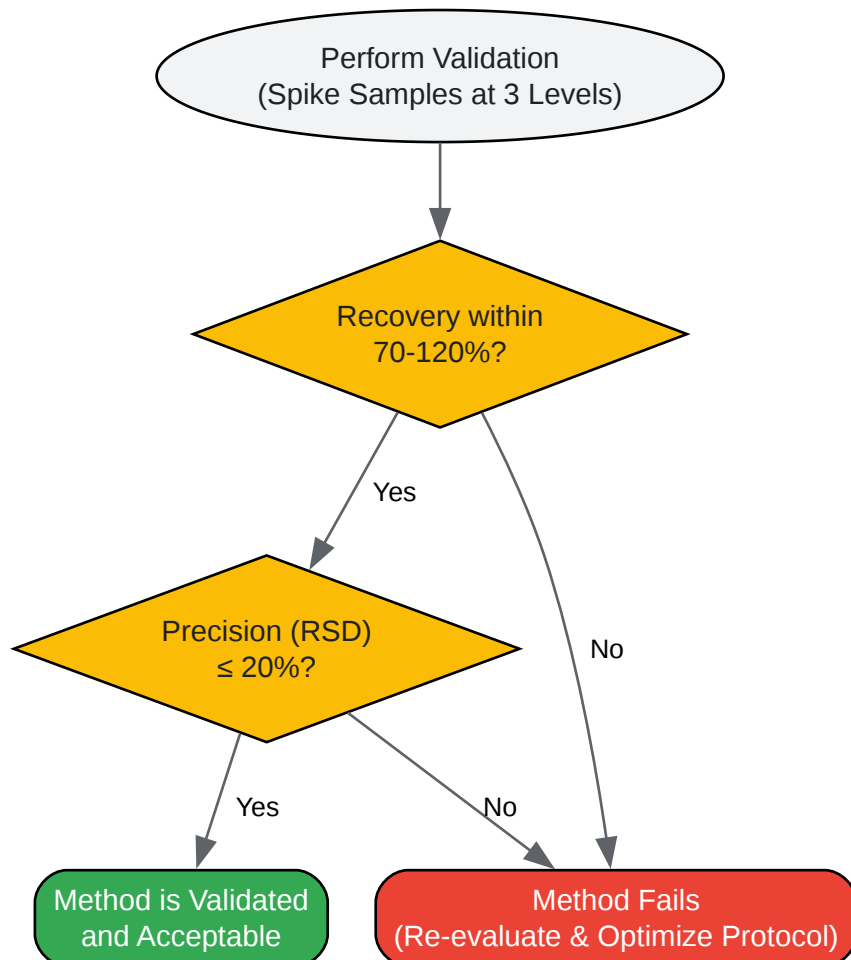 Perform Validation
(Spike Samples at 3 Levels)
Recovery within
70-120%?
Yes
Precision (RSD)
≤ 20%?
No
Yes
No
Method is Validated
and Acceptable
Method Fails
(Re-evaluate & Optimize Protocol)